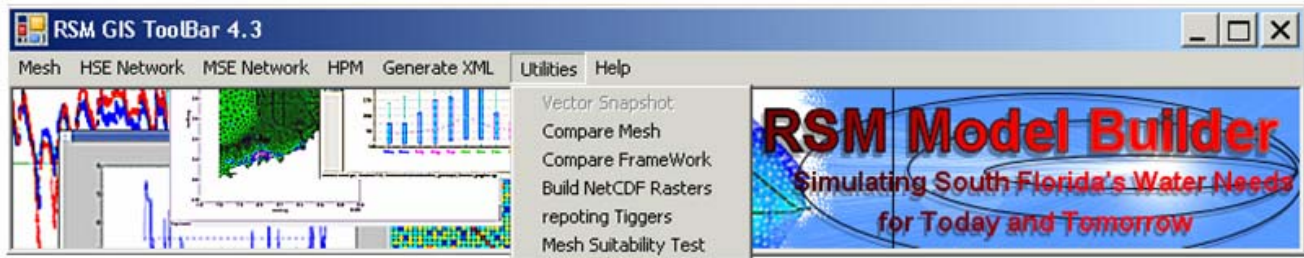 RSM GIS ToolBar 4.3
Mesh HSE Network MSE Network HPM Generate XML Utilities Help
Vector Snapshot
Compare Mesh
Compare FrameWork
Build NetCDF Rasters
repoting Tiggers
Mesh Suitability Test
RSM Model Builder
Simulating South Florida's Water Needs
for Today and Tomorrow